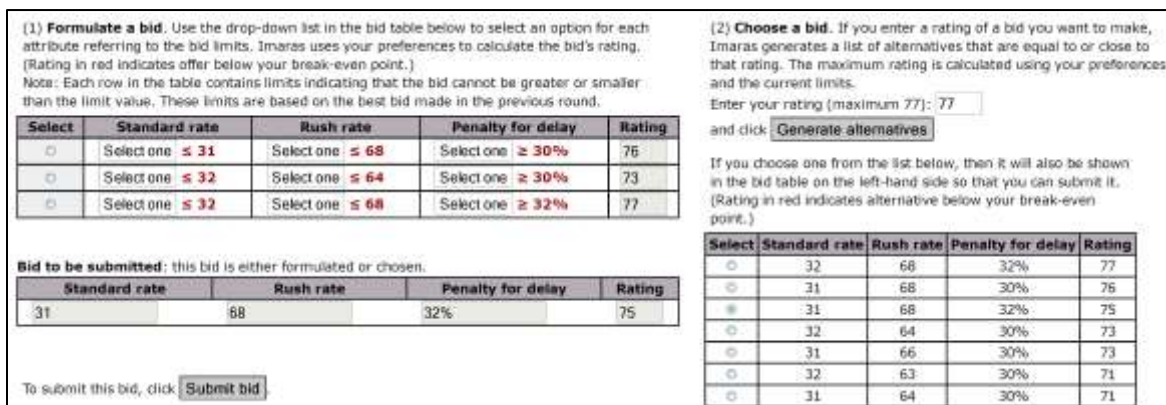 (1) Formulate a bid. Use the drop-down list in the bid table below to select an option for each
attribute referring to the bid limits. Imaras uses your preferences to calculate the bid's rating.
(Rating in red indicates offer below your break-even point.)
Note: Each row in the table contains limits indicating that the bid cannot be greater or smaller
than the limit value. These limits are based on the best bid made in the previous round.
Select Standard rate Rush rate Penalty for delay Rating
Select one ≤ 31 Select one ≤ 68 Select one ≥ 30% 76
Select one ≤ 32 Select one ≤ 64 Select one ≥ 30% 73
Select one ≤ 32 Select one ≤ 68 Select one ≥ 32% 77
Bid to be submitted: this bid is either formulated or chosen.
Standard rate Rush rate Penalty for delay Rating
31 68 32% 75
To submit this bid, click Submit bid.
(2) Choose a bid. If you enter a rating of a bid you want to make,
Imaras generates a list of alternatives that are equal to or close to
that rating. The maximum rating is calculated using your preferences
and the current limits.
Enter your rating (maximum 77): 77
and click Generate alternatives
If you choose one from the list below, then it will also be shown
in the bid table on the left-hand side so that you can submit it.
(Rating in red indicates alternative below your break-even
point.)
Select Standard rate Rush rate Penalty for delay Rating
32 68 32% 77
31 68 30% 76
31 68 32% 75
32 64 30% 73
31 66 30% 73
32 63 30% 71
31 64 30% 71